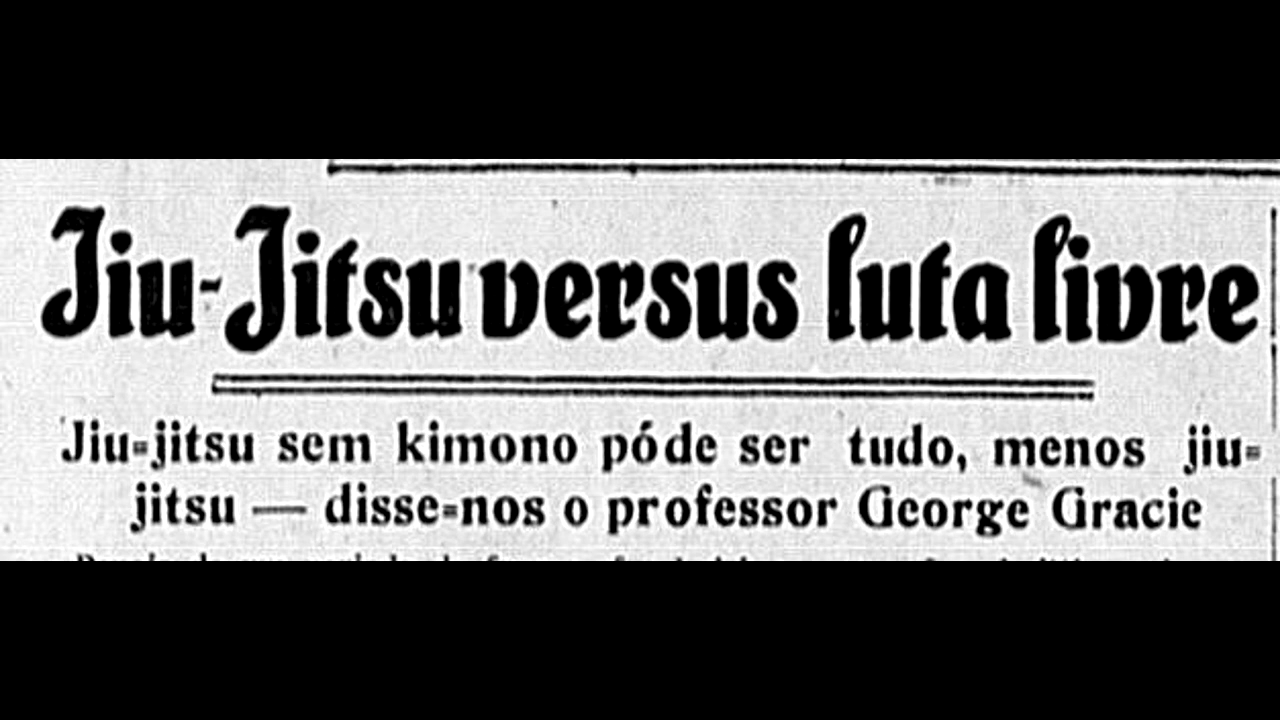 Jiu-Jitsu versus luta livre
Jiu-jitsu sem kimono póde ser tudo, menos jiu-
jitsu — disse-nos o professor George Gracie